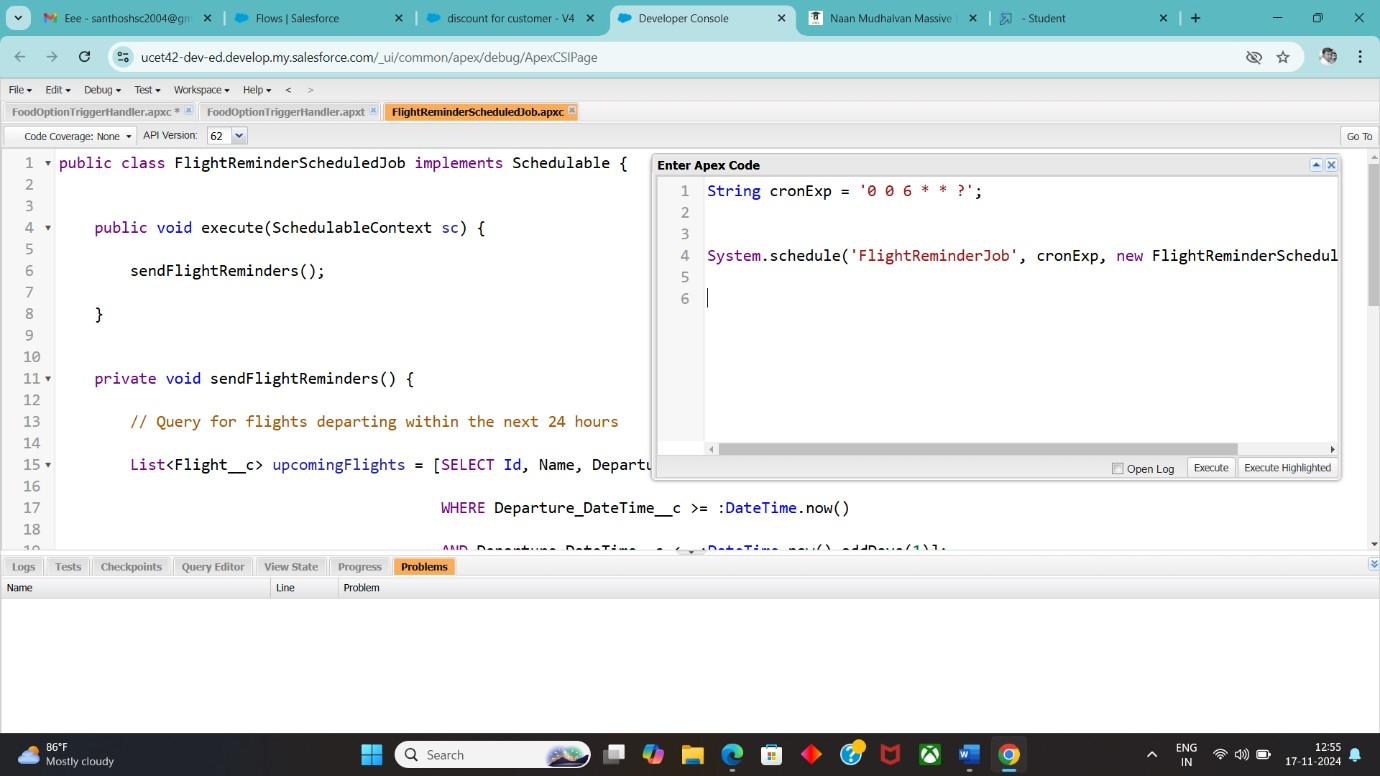 Eee - santhoshsc2004@gm
Flows | Salesforce
discount for customer - V4
Developer Console
Naan Mudhalvan Massive
- Student
ucet42-dev-ed.develop.my.salesforce.com/_ui/common/apex/debug/ApexCSIPage
File Edit Debug Test Workspace Help < >
FoodOptionTriggerHandler.apxc * FoodOptionTriggerHandler.apxt FlightReminderScheduledJob.apxc
Code Coverage: None API Version: 62 Go To
1 public class FlightReminderScheduledJob implements Schedulable {
2
3
4 public void execute(SchedulableContext sc) {
5
6 sendFlightReminders();
7
8 }
9
10
11 private void sendFlightReminders() {
12
13 // Query for flights departing within the next 24 hours
14
15 List<Flight__c> upcomingFlights = [SELECT Id, Name, Departu
16
17 WHERE Departure_DateTime__c >= :DateTime.now()
18
19 AND Departure_DateTime__c :DateTime.now().addDays(1)];
Enter Apex Code
1 String cronExp = '0 0 6 * * ?';
2
3
4 System.schedule('FlightReminderJob', cronExp, new FlightReminderSchedul
5
6
Open Log Execute Execute Highlighted
Logs Tests Checkpoints Query Editor View State Progress Problems
Name Line Problem
86°F
Mostly cloudy
Search
ENG
IN
12:55
17-11-2024